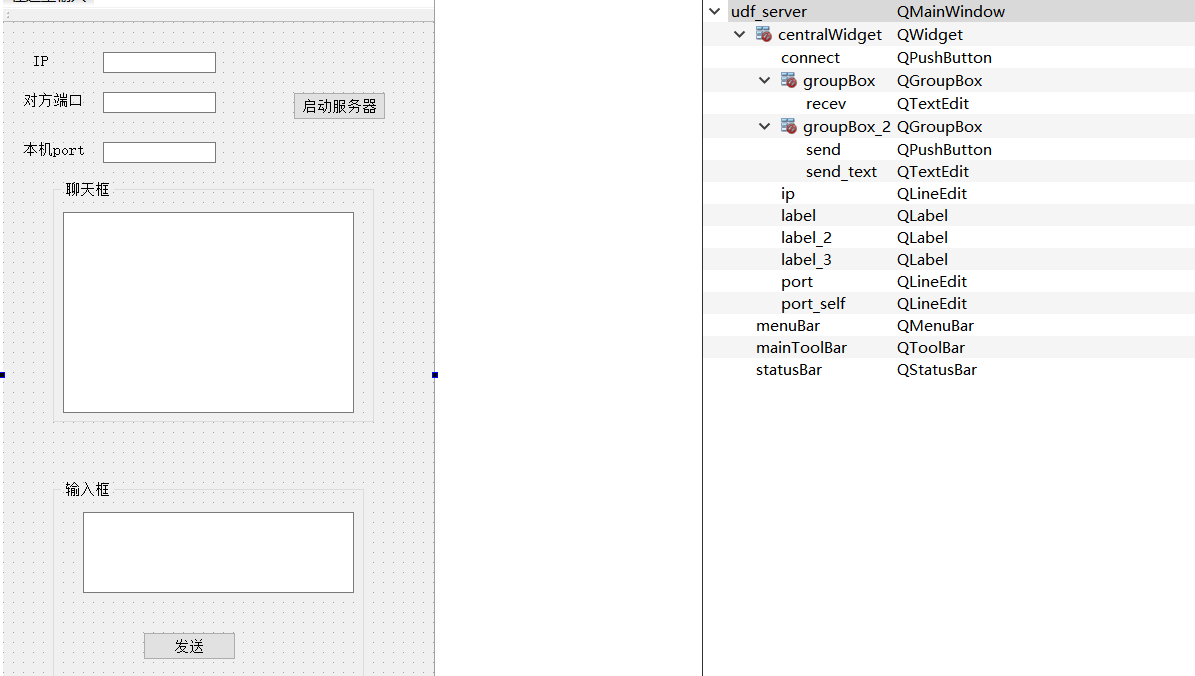 IP
对方端口
启动服务器
本机port
聊天框
输入框
发送
udf_server QMainWindow
centralWidget QWidget
connect QPushButton
groupBox QGroupBox
recev QTextEdit
groupBox_2 QGroupBox
send QPushButton
send_text QTextEdit
ip QLineEdit
label QLabel
label_2 QLabel
label_3 QLabel
port QLineEdit
port_self QLineEdit
menuBar QMenuBar
mainToolBar QToolBar
statusBar QStatusBar